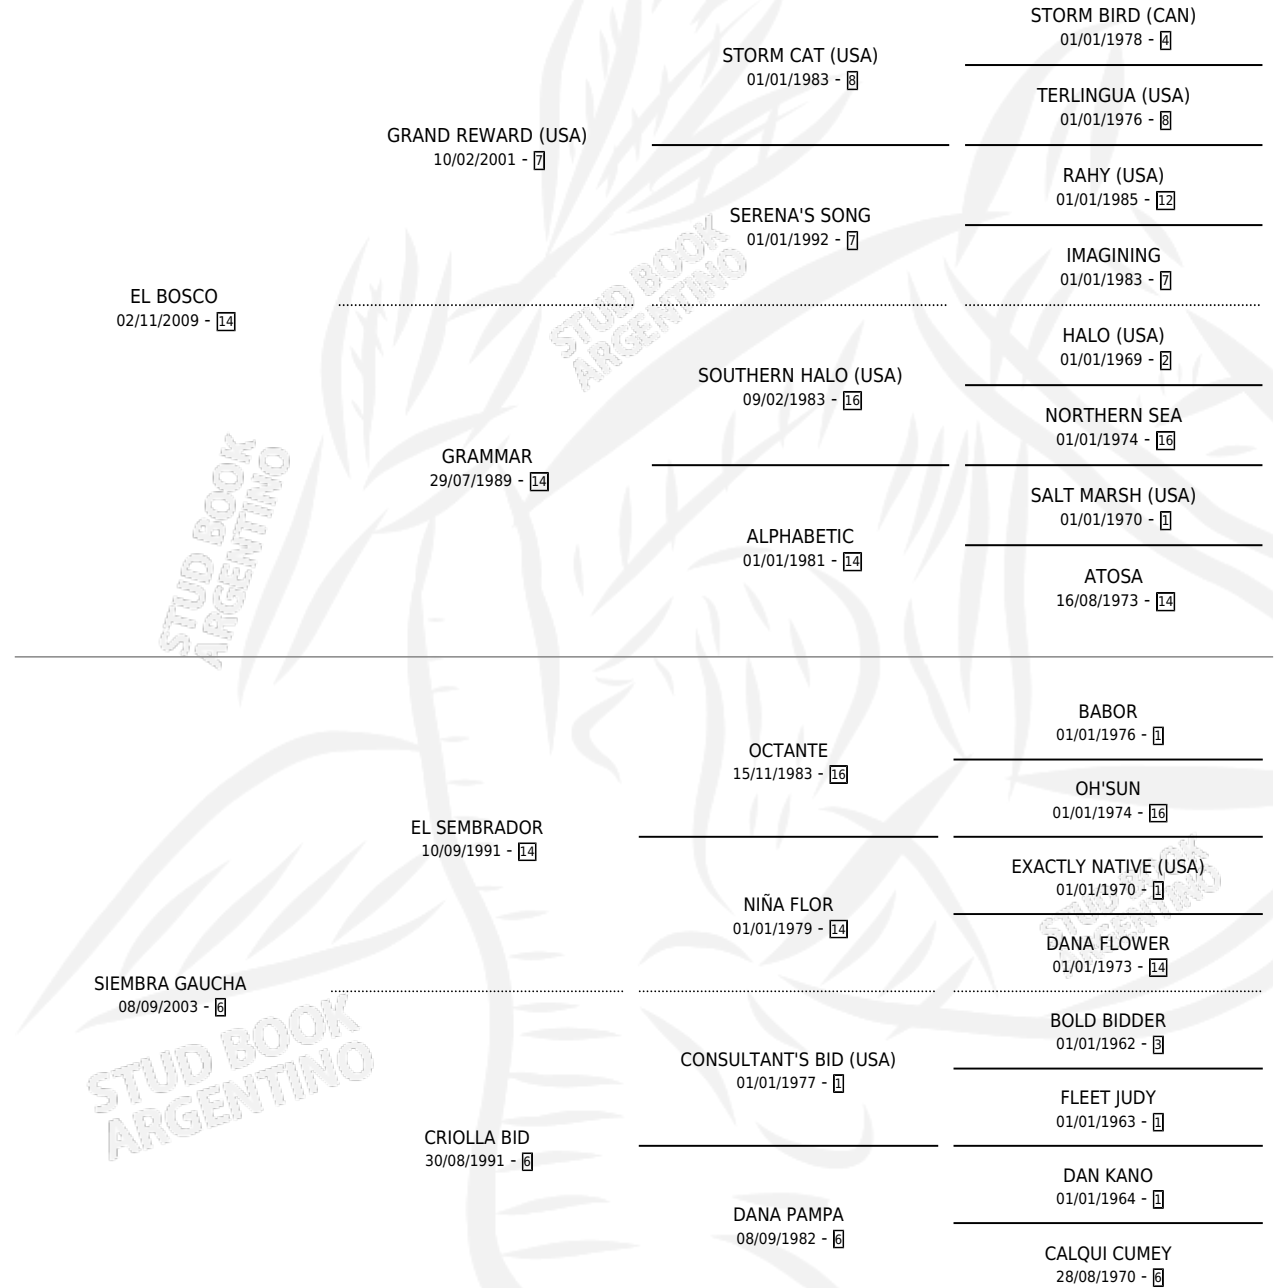 STORM BIRD (CAN)
01/01/1978 - 4
STORM CAT (USA)
01/01/1983 - 8
TERLINGUA (USA)
01/01/1976 - 8
GRAND REWARD (USA)
10/02/2001 - 7
RAHY (USA)
01/01/1985 - 12
SERENA'S SONG
01/01/1992 - 7
IMAGINING
01/01/1983 - 7
EL BOSCO
02/11/2009 - 14
HALO (USA)
01/01/1969 - 2
SOUTHERN HALO (USA)
09/02/1983 - 16
NORTHERN SEA
01/01/1974 - 16
GRAMMAR
29/07/1989 - 14
SALT MARSH (USA)
01/01/1970 - 1
ALPHABETIC
01/01/1981 - 14
ATOSA
16/08/1973 - 14
BABOR
01/01/1976 - 1
OCTANTE
15/11/1983 - 16
OH'SUN
01/01/1974 - 16
EL SEMBRADOR
10/09/1991 - 14
EXACTLY NATIVE (USA)
01/01/1970 - 1
NIÑA FLOR
01/01/1979 - 14
DANA FLOWER
01/01/1973 - 14
SIEMBRA GAUCHA
08/09/2003 - 6
BOLD BIDDER
01/01/1962 - 3
CONSULTANT'S BID (USA)
01/01/1977 - 1
FLEET JUDY
01/01/1963 - 1
CRIOLLA BID
30/08/1991 - 6
DAN KANO
01/01/1964 - 1
DANA PAMPA
08/09/1982 - 6
CALQUI CUMEY
28/08/1970 - 6
STUD BOOK
ARGENTINO
STUD BOOK
ARGENTINO
STUD BOOK
ARGENTINO
STUD BOOK
ARGENTINO